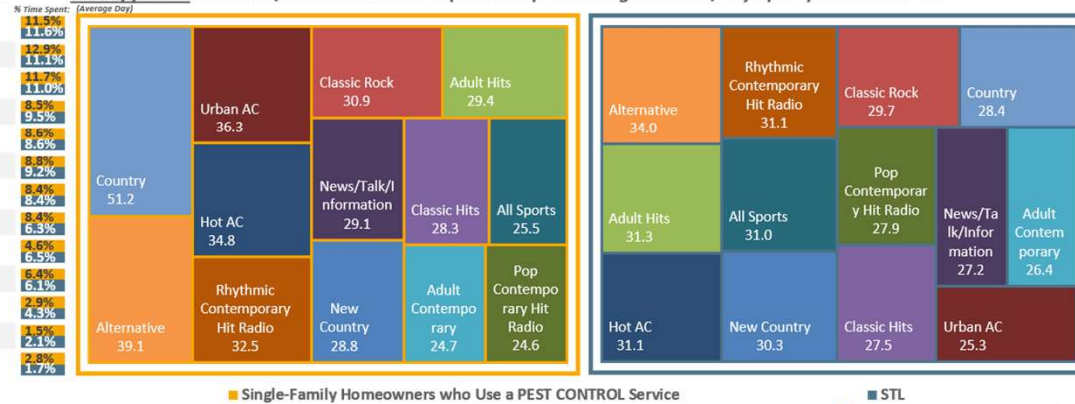 % Time Spent: (Average Day)
11.5%
11.6%
12.9%
11.1%
11.7%
11.0%
8.5%
9.5%
8.6%
8.6%
8.8%
9.2%
8.4%
8.4%
8.4%
6.3%
4.6%
6.5%
6.4%
6.1%
2.9%
4.3%
1.5%
2.1%
2.8%
1.7%
Country
51.2
Alternative
39.1
Urban AC
36.3
Hot AC
34.8
Rhythmic
Contemporary
Hit Radio
32.5
Classic Rock
30.9
Adult Hits
29.4
News/Talk/I
nformation
29.1
Classic Hits
28.3
All Sports
25.5
New
Country
28.8
Adult
Contempo
rary
24.7
Pop
Contempo
rary Hit
Radio
24.6
Alternative
34.0
Adult Hits
31.3
Hot AC
31.1
Rhythmic
Contemporary
Hit Radio
31.1
All Sports
31.0
New Country
30.3
Classic Rock
29.7
Country
28.4
Pop
Contemporar
y Hit Radio
27.9
News/Ta
lk/Infor
mation
27.2
Adult
Contem
porary
26.4
Classic Hits
27.5
Urban AC
25.3
Single-Family Homeowners who Use a PEST CONTROL Service
STL